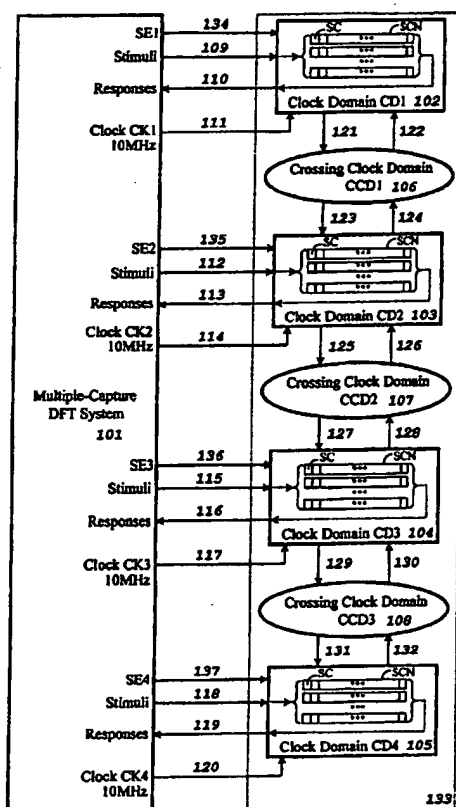 SE1 134 SC SCN
Stimuli 109
Responses 110
Clock Domain CD1 102
Clock CK1 111
10MHz
121 122
Crossing Clock Domain
CCD1 106
123 124
SE2 135 SC SCN
Stimuli 112
Responses 113
Clock Domain CD2 103
Clock CK2 114
10MHz
125 126
Crossing Clock Domain
CCD2 107
Multiple-Capture
DFT System
101
127 128
SE3 136 SC SCN
Stimuli 115
Responses 116
Clock Domain CD3 104
Clock CK3 117
10MHz
129 130
Crossing Clock Domain
CCD3 108
131 132
SE4 137 SC SCN
Stimuli 118
Responses 119
Clock Domain CD4 105
Clock CK4 120
10MHz
133